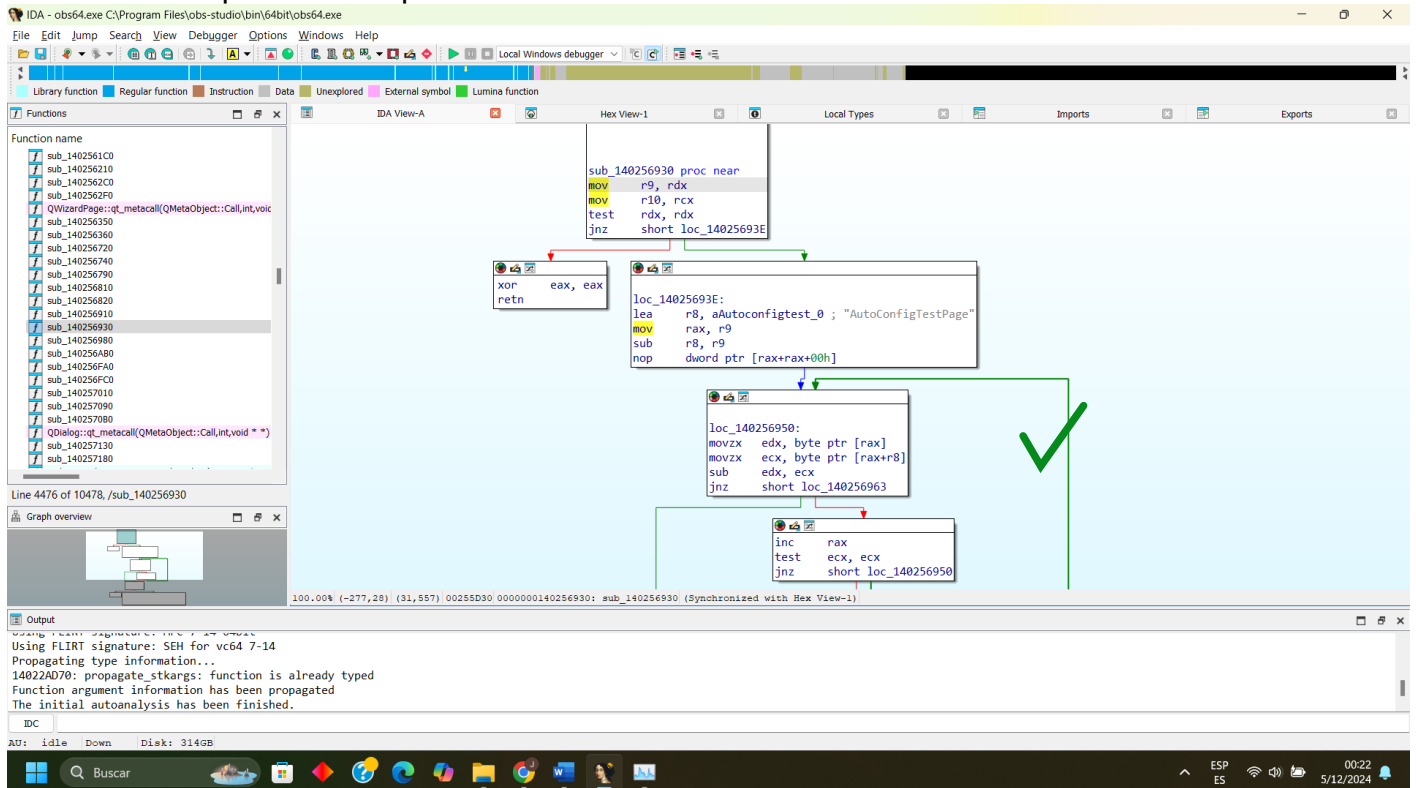 IDA - obs64.exe C:\Program Files\obs-studio\bin\64bit\obs64.exe
File Edit Jump Search View Debugger Options Windows Help
Local Windows debugger
Library function Regular function Instruction Data Unexplored External symbol Lumina function
Functions
IDA View-A Hex View-1 Local Types Imports Exports
Function name
sub_1402561C0
sub_140256210
sub_1402562C0
sub_1402562F0
QWizardPage::qt_metacall(QMetaObject::Call,int,voic
sub_140256350
sub_140256360
sub_140256720
sub_140256740
sub_140256790
sub_140256810
sub_140256820
sub_140256910
sub_140256930
sub_140256980
sub_140256AB0
sub_140256FA0
sub_140256FC0
sub_140257010
sub_140257090
sub_1402570B0
QDialog::qt_metacall(QMetaObject::Call,int,void * *)
sub_140257130
sub_140257180
Line 4476 of 10478, /sub_140256930
Graph overview
sub_140256930 proc near
mov r9, rdx
mov r10, rcx
test rdx, rdx
jnz short loc_14025693E
xor eax, eax
retn
loc_14025693E:
lea r8, aAutoconfigtest_0 ; "AutoConfigTestPage"
mov rax, r9
sub r8, r9
nop dword ptr [rax+rax+00h]
loc_140256950:
movzx edx, byte ptr [rax]
movzx ecx, byte ptr [rax+r8]
sub edx, ecx
jnz short loc_140256963
inc rax
test ecx, ecx
jnz short loc_140256950
100.00% (-277,28) (31,557) 00255D30 0000000140256930: sub_140256930 (Synchronized with Hex View-1)
Output
Using FLIRT signature: SEH for vc64 7-14
Propagating type information...
14022AD70: propagate_stkargs: function is already typed
Function argument information has been propagated
The initial autoanalysis has been finished.
IDC
AU: idle Down Disk: 314GB
Buscar
ESP
ES
00:22
5/12/2024